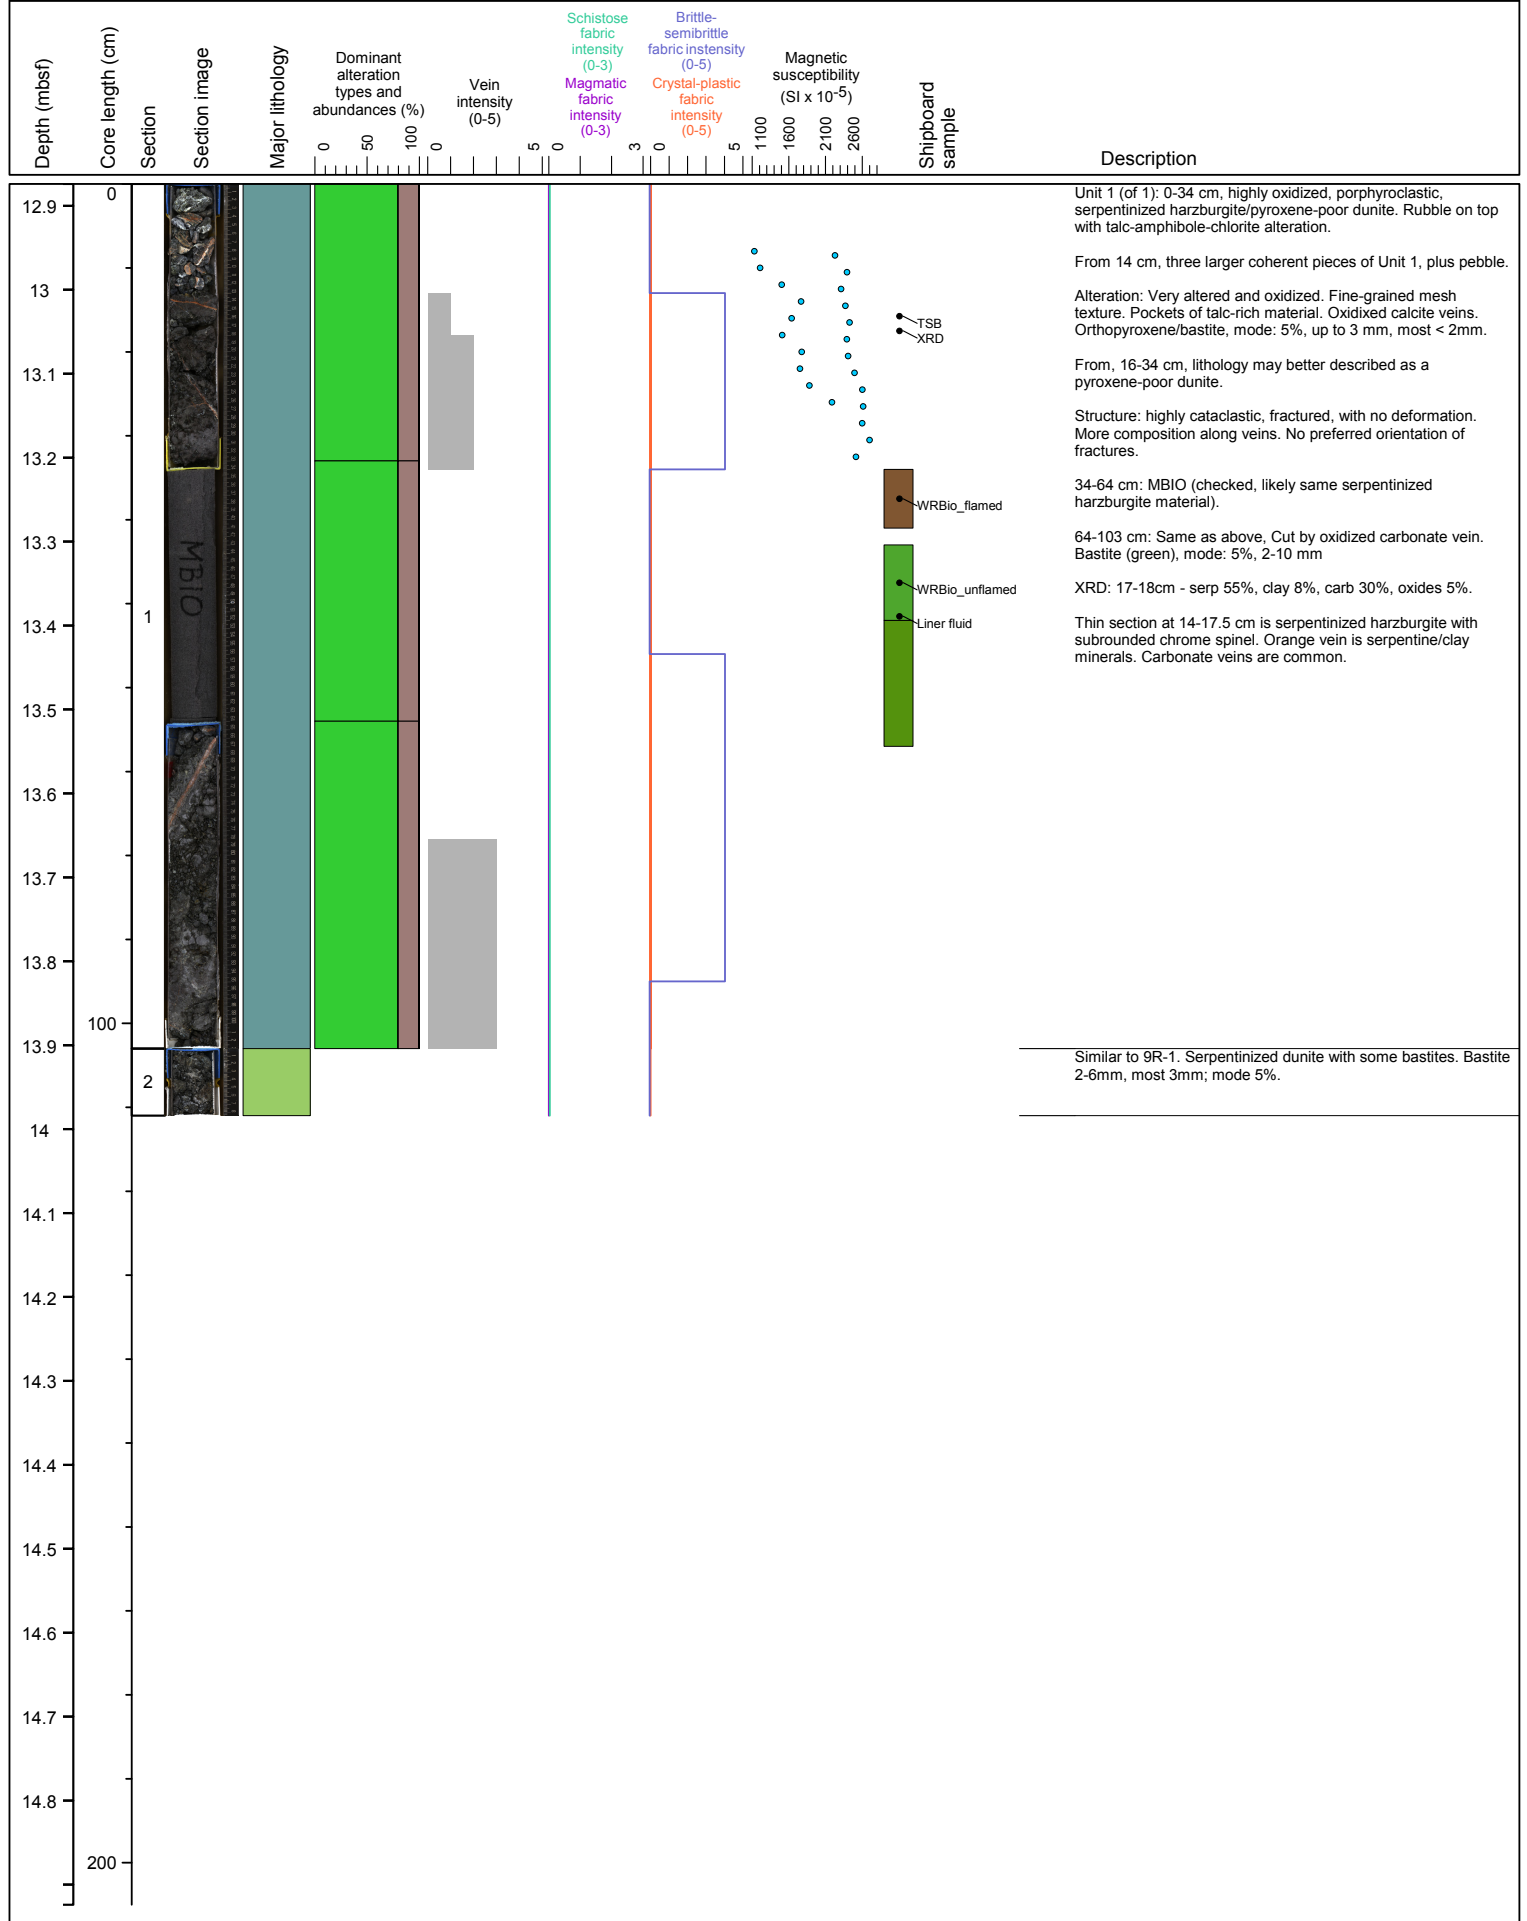 Depth (mbsf)
Core length (cm)
Section
Section image
Major lithology
Dominant
alteration
types and
abundances (%)
0
50
100
Vein
intensity
(0-5)
0
5
Schistose
fabric
intensity
(0-3)
Magmatic
fabric
intensity
(0-3)
0
3
Brittle-
semibrittle
fabric instensity
(0-5)
Crystal-plastic
fabric
intensity
(0-5)
0
5
Magnetic
susceptibility
(SI x 10-5)
1100
1600
2100
2600
Shipboard
sample
Description
12.9
13
13.1
13.2
13.3
13.4
13.5
13.6
13.7
13.8
13.9
14
14.1
14.2
14.3
14.4
14.5
14.6
14.7
14.8
0
100
200
1
2
MBIO
TSB
XRD
WRBio_flamed
WRBio_unflamed
Liner fluid
Unit 1 (of 1): 0-34 cm, highly oxidized, porphyroclastic,
serpentinized harzburgite/pyroxene-poor dunite. Rubble on top
with talc-amphibole-chlorite alteration.
From 14 cm, three larger coherent pieces of Unit 1, plus pebble.
Alteration: Very altered and oxidized. Fine-grained mesh
texture. Pockets of talc-rich material. Oxidixed calcite veins.
Orthopyroxene/bastite, mode: 5%, up to 3 mm, most < 2mm.
From, 16-34 cm, lithology may better described as a
pyroxene-poor dunite.
Structure: highly cataclastic, fractured, with no deformation.
More composition along veins. No preferred orientation of
fractures.
34-64 cm: MBIO (checked, likely same serpentinized
harzburgite material).
64-103 cm: Same as above, Cut by oxidized carbonate vein.
Bastite (green), mode: 5%, 2-10 mm
XRD: 17-18cm - serp 55%, clay 8%, carb 30%, oxides 5%.
Thin section at 14-17.5 cm is serpentinized harzburgite with
subrounded chrome spinel. Orange vein is serpentine/clay
minerals. Carbonate veins are common.
Similar to 9R-1. Serpentinized dunite with some bastites. Bastite
2-6mm, most 3mm; mode 5%.